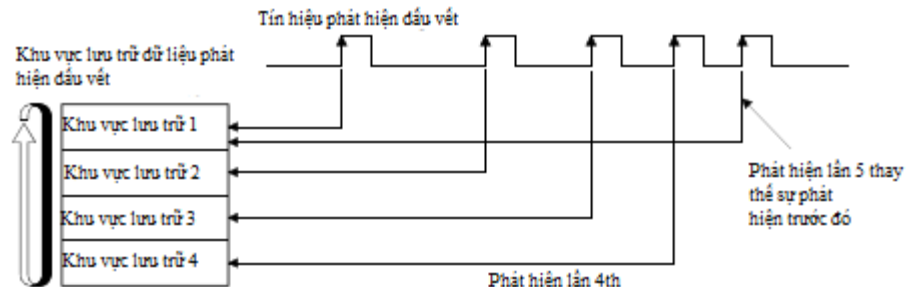 Tín hiệu phát hiện dấu vết
Khu vực lưu trữ dữ liệu phát
hiện dấu vết
Khu vực lưu trữ 1
Khu vực lưu trữ 2
Khu vực lưu trữ 3
Khu vực lưu trữ 4
Phát hiện lần 5 thay
thế sự phát
hiện trước đó
Phát hiện lần 4th